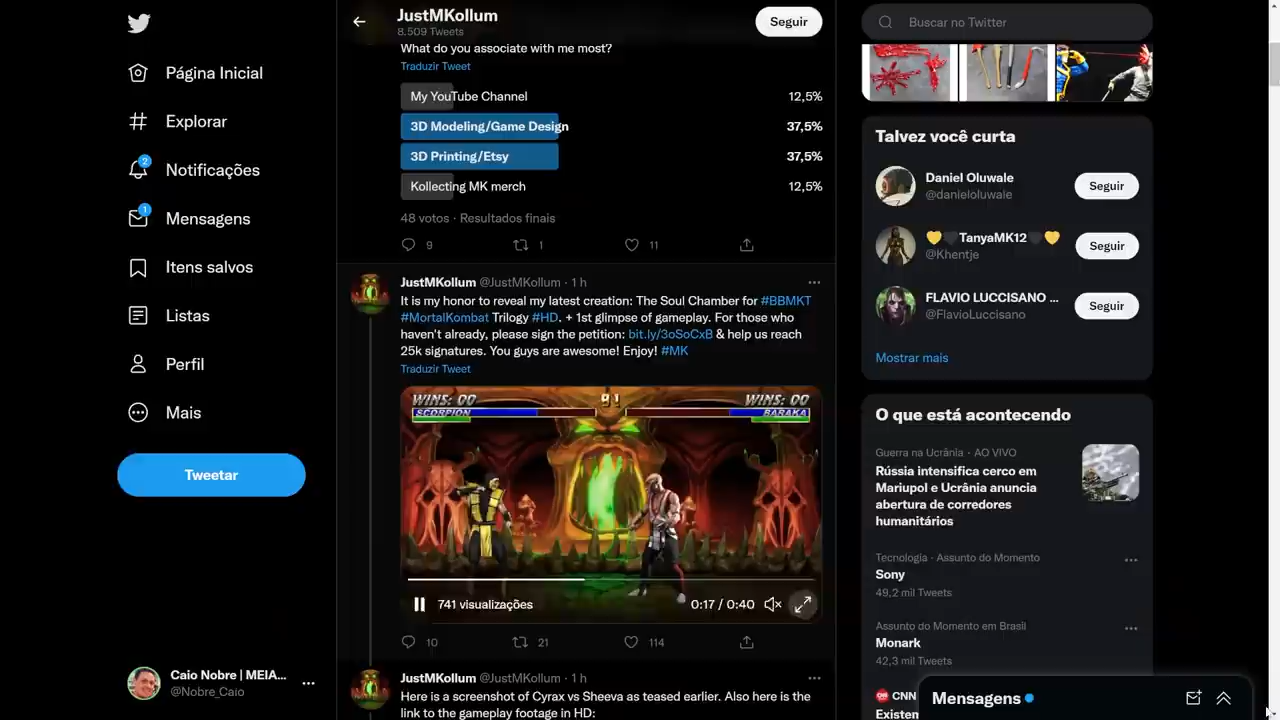 Página Inicial
Explorar
2
Notificações
1
Mensagens
Itens salvos
Listas
Perfil
Mais
Tweetar
Caio Nobre | MEIA...
@Nobre_Caio
JustMKollum
8.509 Tweets
Seguir
What do you associate with me most?
Traduzir Tweet
My YouTube Channel 12,5%
3D Modeling/Game Design 37,5%
3D Printing/Etsy 37,5%
Kollecting MK merch 12,5%
48 votos · Resultados finais
9 1 11
JustMKollum @JustMKollum · 1 h
It is my honor to reveal my latest creation: The Soul Chamber for #BBMKT
#MortalKombat Trilogy #HD. + 1st glimpse of gameplay. For those who
haven't already, please sign the petition: bit.ly/3oSoCxB & help us reach
25k signatures. You guys are awesome! Enjoy! #MK
Traduzir Tweet
WINS: 00 91 WINS: 00
SCORPION BARAKA
741 visualizações 0:17 / 0:40
10 21 114
JustMKollum @JustMKollum · 1 h
Here is a screenshot of Cyrax vs Sheeva as teased earlier. Also here is the
link to the gameplay footage in HD:
Buscar no Twitter
Talvez você curta
Daniel Oluwale
@danieloluwale
Seguir
TanyaMK12
@Khentje
Seguir
FLAVIO LUCCISANO ...
@FlavioLuccisano
Seguir
Mostrar mais
O que está acontecendo
Guerra na Ucrânia · AO VIVO
Rússia intensifica cerco em
Mariupol e Ucrânia anuncia
abertura de corredores
humanitários
Tecnologia · Assunto do Momento
Sony
49,2 mil Tweets
Assunto do Momento em Brasil
Monark
42,3 mil Tweets
CNN
Existen
Mensagens